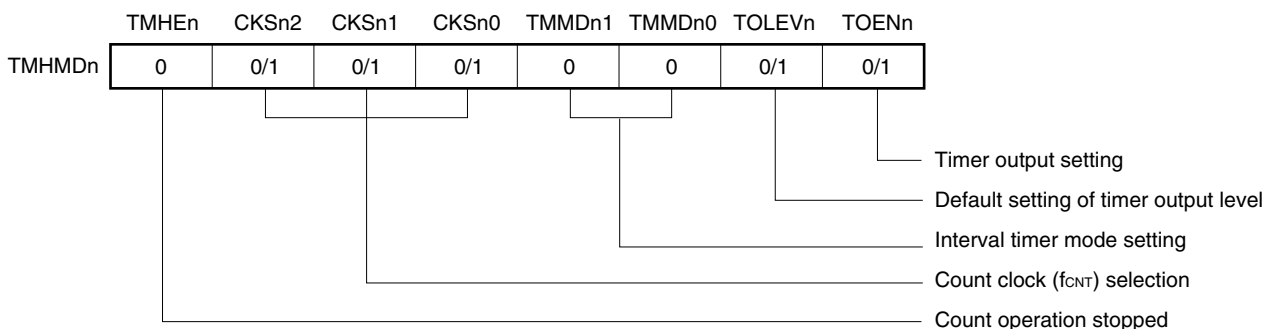 TMHEn CKSn2 CKSn1 CKSn0 TMMDn1 TMMDn0 TOLEVn TOENn
TMHMDn 0 0/1 0/1 0/1 0 0 0/1 0/1
Timer output setting
Default setting of timer output level
Interval timer mode setting
Count clock (fCNT) selection
Count operation stopped